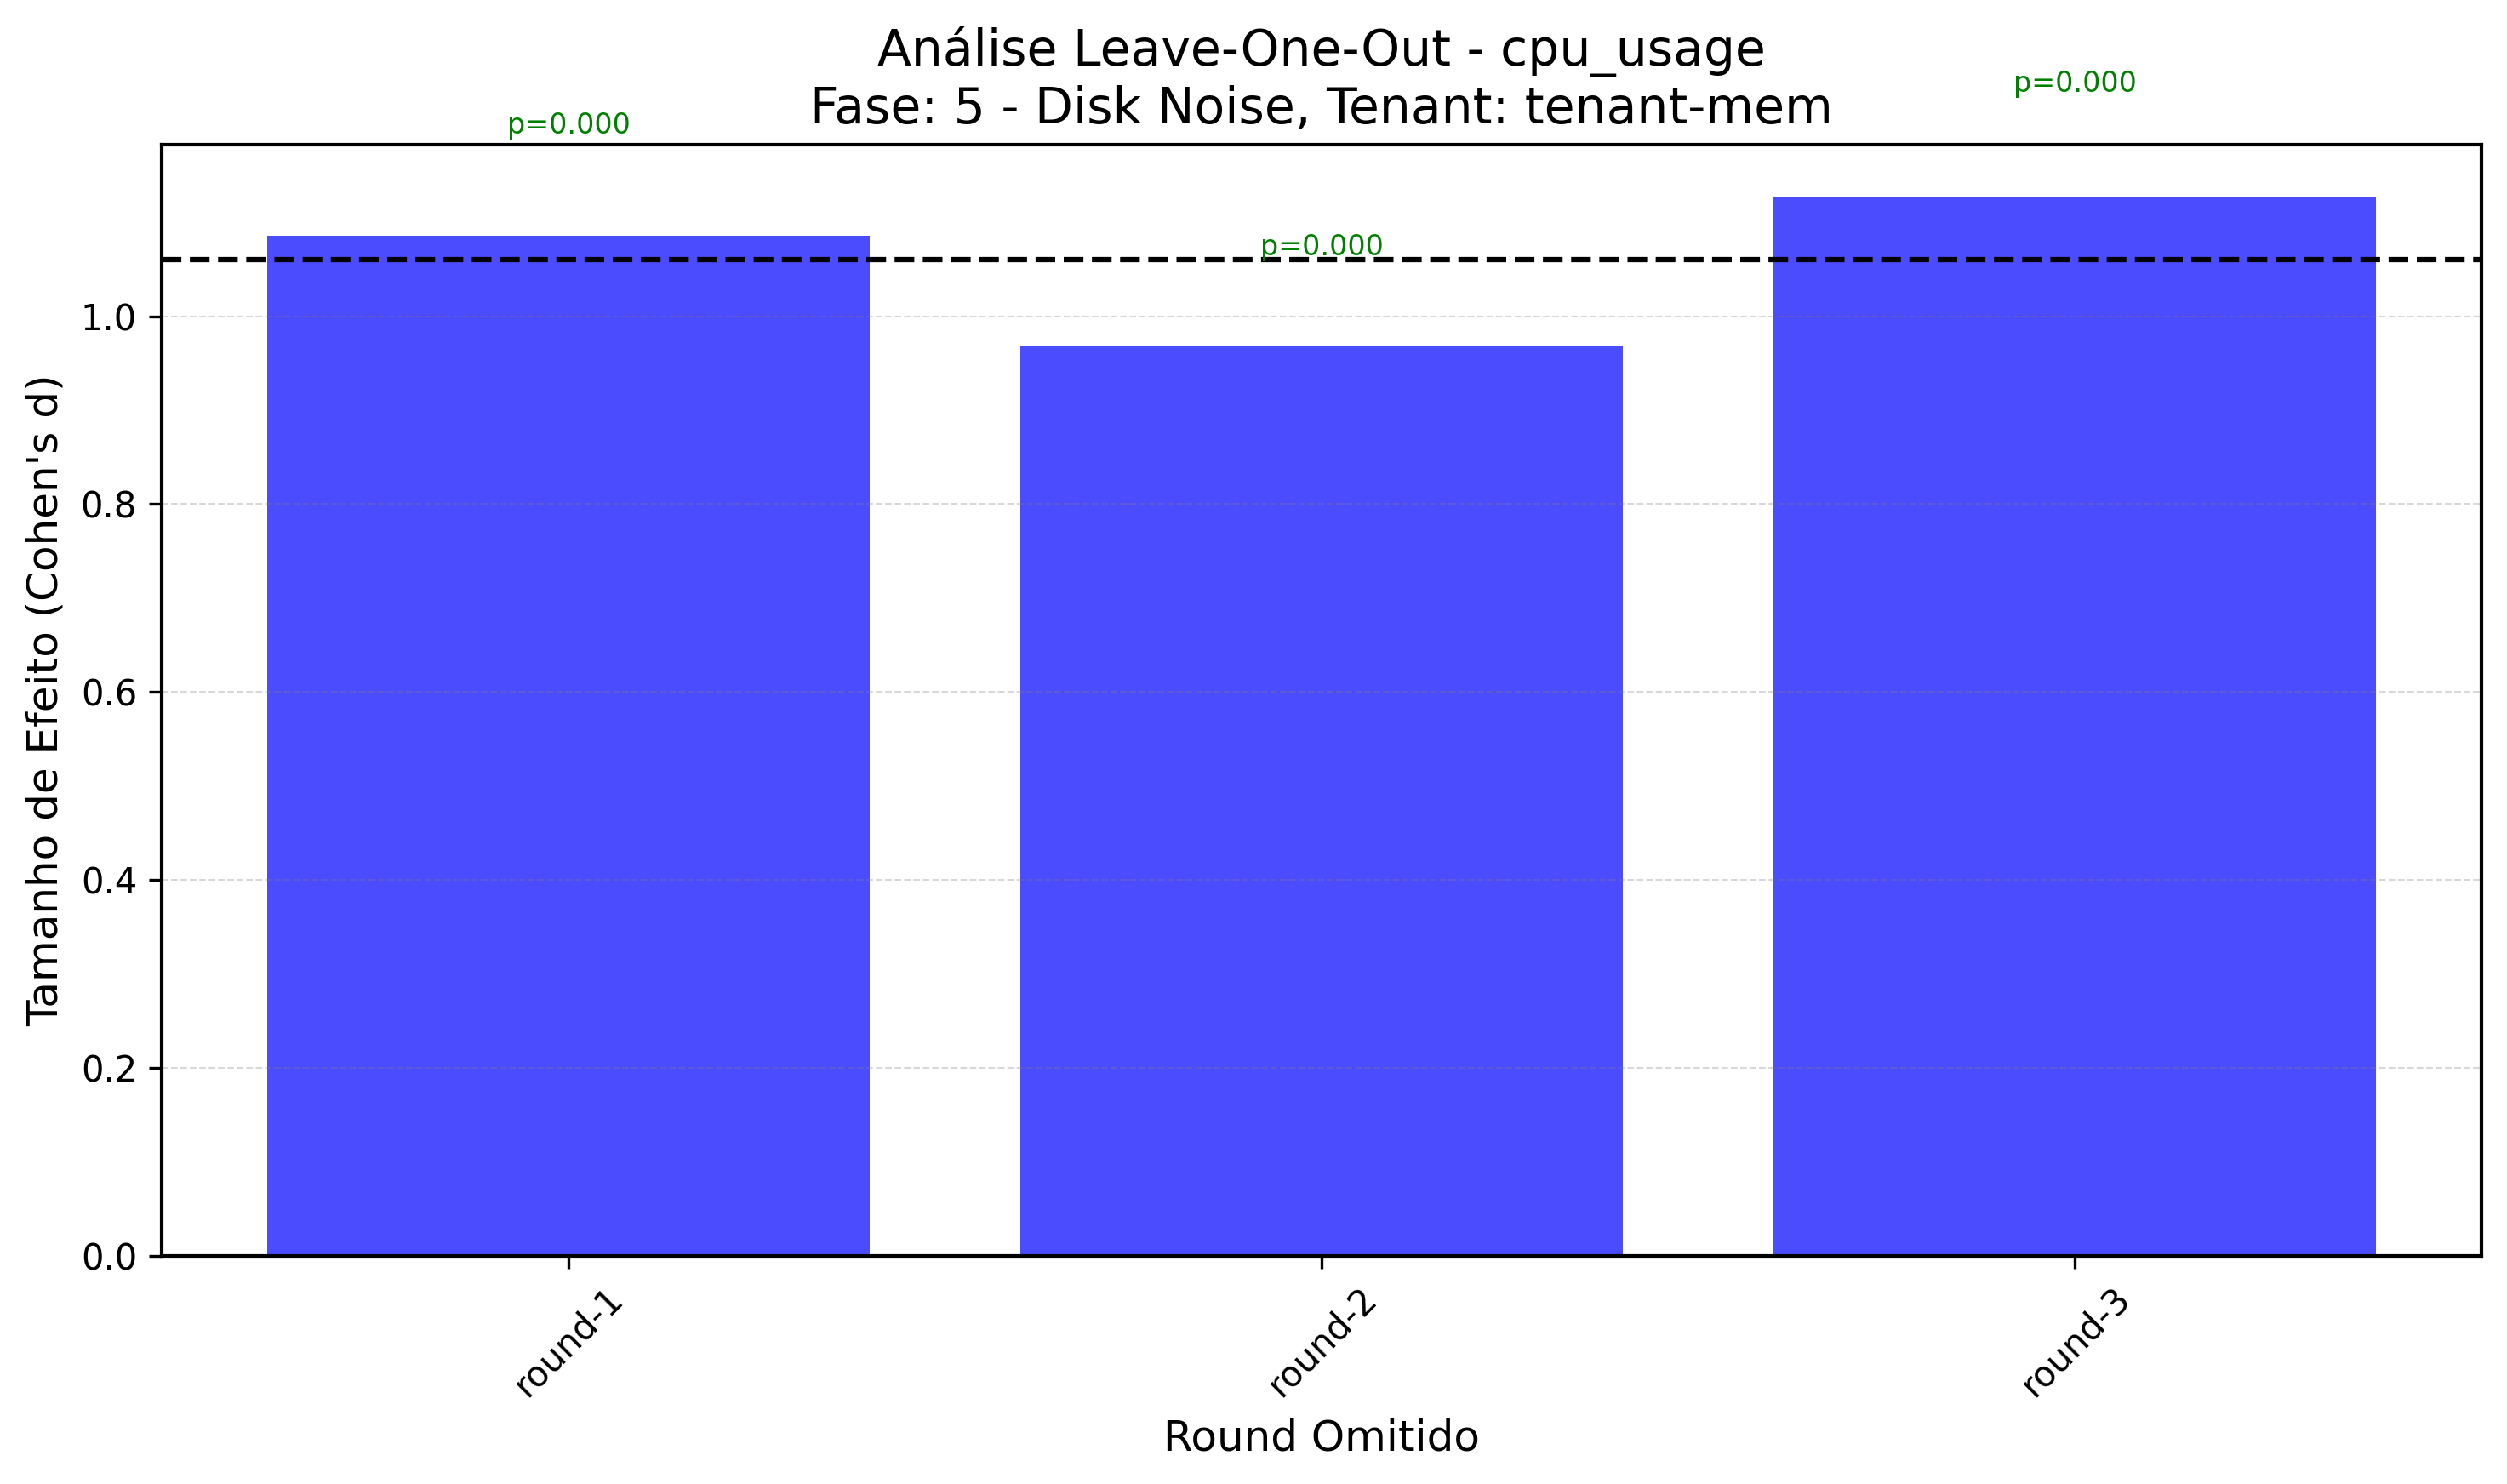 Análise Leave-One-Out - cpu_usage
Fase: 5 - Disk Noise, Tenant: tenant-mem
p=0.000
p=0.000
p=0.000
Tamanho de Efeito (Cohen's d)
1.0
0.8
0.6
0.4
0.2
0.0
round-1
round-2
round-3
Round Omitido